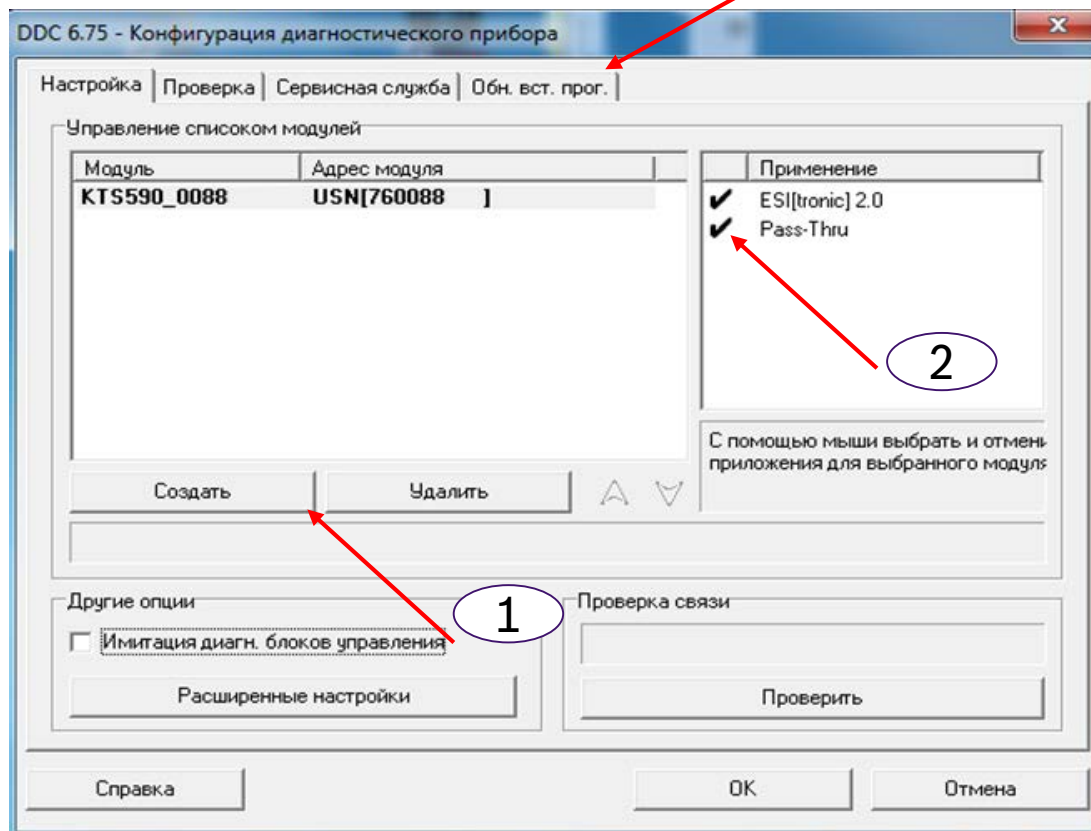 DDC 6.75 - Конфигурация диагностического прибора
Настройка Проверка Сервисная служба Обн. вст. прог.
Управление списоком модулей
Модуль Адрес модуля Применение
KTS590_0088 USN[760088 ] ESI[tronic] 2.0
Pass-Thru
2
С помощью мыши выбрать и отмени
приложения для выбранного модуля
Создать Удалить
1
Другие опции Проверка связи
Имитация диагн. блоков управления
Расширенные настройки Проверить
Справка OK Отмена